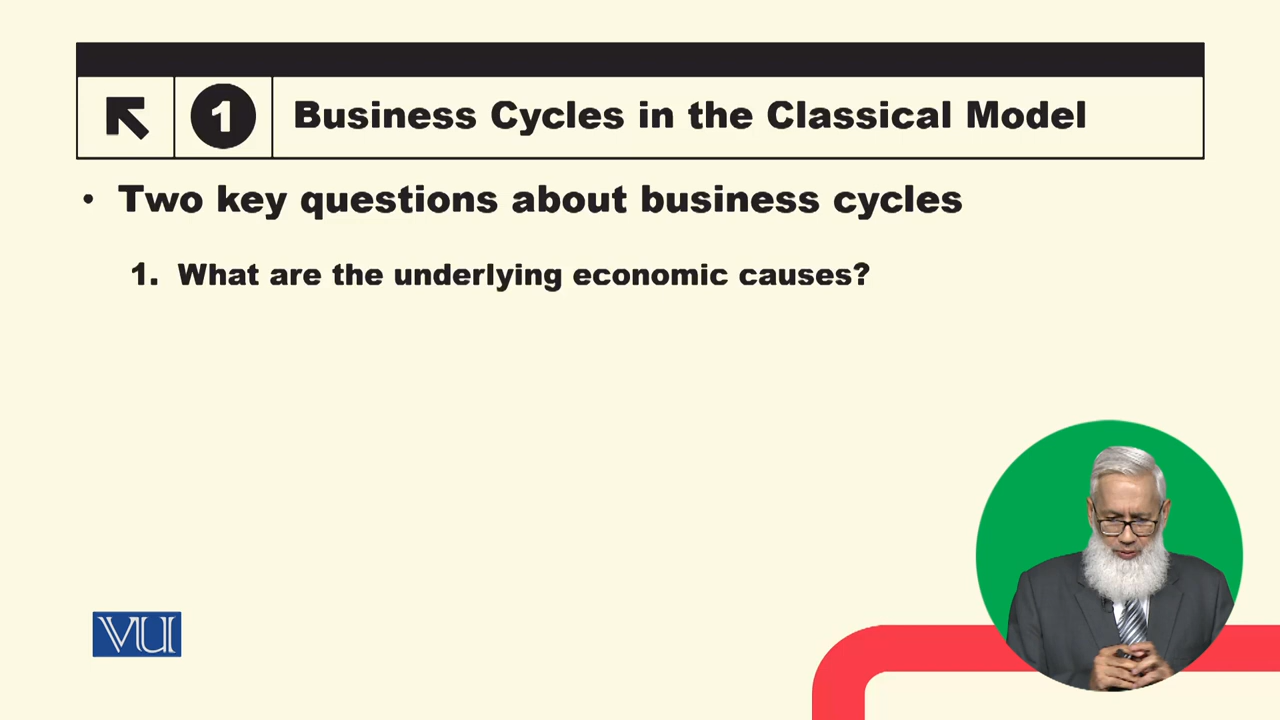 1 Business Cycles in the Classical Model
• Two key questions about business cycles
1. What are the underlying economic causes?
VU